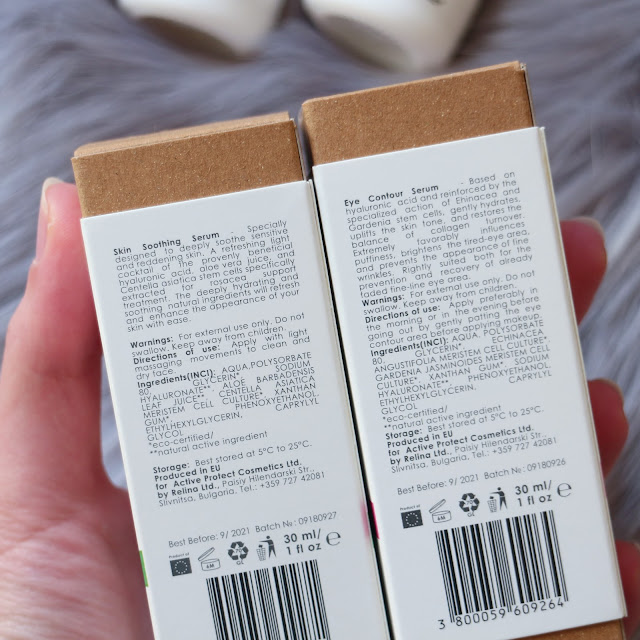 Skin Soothing Serum - Specially
designed to deeply soothe sensitive
and reddening skin. A refreshing light
cocktail of the provenly beneficial
hyaluronic acid, aloe vera juice, and
Centella asiatica stem cells specifically
extracted for rosacea support
treatment. The deeply hydrating and
soothing natural ingredients will refresh
and enhance the appearance of your
skin with ease.
Warnings: For external use only. Do not
swallow. Keep away from children.
Directions of use: Apply with light
massaging movements to clean and
dry face.
Ingredients(INCI): AQUA, POLYSORBATE
80, GLYCERIN*, SODIUM
HYALURONATE** ALOE BARBADENSIS
LEAF JUICE** CENTELLA ASIATICA
MERISTEM CELL CULTURE* XANTHAN
GUM*, PHENOXYETHANOL,
ETHYLHEXYLGLYCERIN, CAPRYLYL
GLYCOL
*eco-certified/
**natural active ingredient
Storage: Best stored at 5°C to 25°C.
Produced in EU
for Active Protect Cosmetics Ltd.
by Relina Ltd., Paisiy Hilendarski Str.,
Slivnitsa, Bulgaria, Tel.: +359 727 42081
Best Before: 9/ 2021 Batch №: 09180927
Product of
6M
30 ml/ e
1 fl oz
Eye Contour Serum - Based on
hyaluronic acid and reinforced by the
specialized action of Ehinacea and
Gardenia stem cells, gently hydrates,
uplifts the skin tone, and restores the
balance of collagen turnover.
Extremely favorably influences
puffiness, brightens the tired-eye area,
and prevents the appearance of fine
wrinkles. Rightly suited both for
prevention and recovery of already
faded fine-line eye area.
Warnings: For external use only. Do not
swallow. Keep away from children.
Directions of use: Apply preferably in
the morning or in the evening before
going out by gently patting the eye
contour area before applying makeup.
Ingredients(INCI): AQUA, POLYSORBATE
80, GLYCERIN*, ECHINACEA
ANGUSTIFOLIA MERISTEM CELL CULTURE*,
GARDENIA JASMINOIDES MERISTEM CELL
CULTURE* XANTHAN GUM* SODIUM
HYALURONATE** PHENOXYETHANOL,
ETHYLHEXYLGLYCERIN, CAPRYLYL
GLYCOL
*eco-certified/
**natural active ingredient
Storage: Best stored at 5°C to 25°C.
Produced in EU
for Active Protect Cosmetics Ltd.
by Relina Ltd., Paisiy Hilendarski Str.,
Slivnitsa, Bulgaria, Tel.: +359 727 42081
Best Before: 9/ 2021 Batch №: 09180926
Product of
6M
30 ml/ e
1 fl oz
3 800059 609264